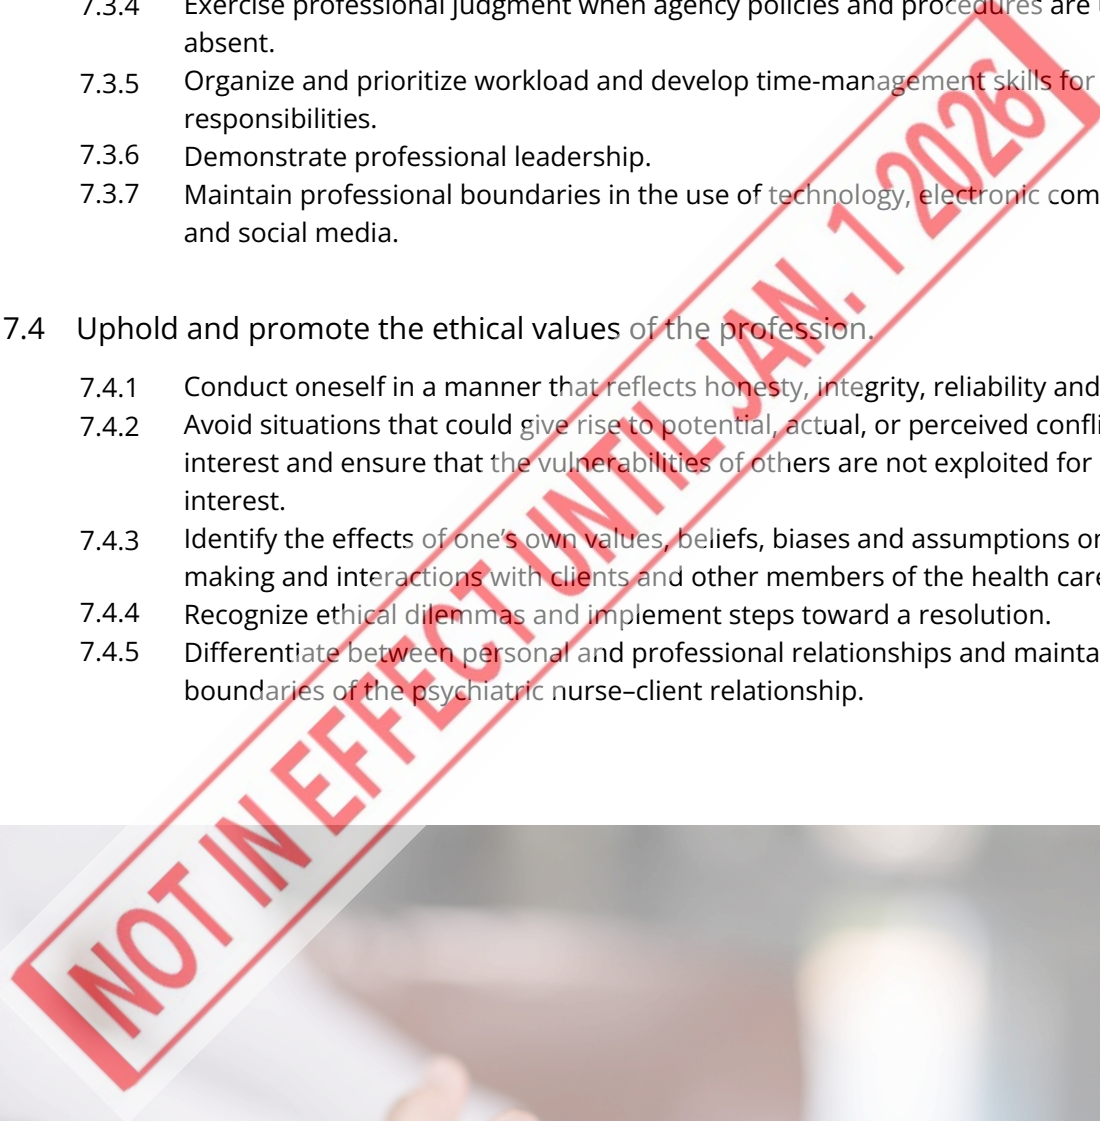 7.3.4 Exercise professional judgment when agency policies and procedures are
absent.
7.3.5 Organize and prioritize workload and develop time-management skills for
responsibilities.
7.3.6 Demonstrate professional leadership.
7.3.7 Maintain professional boundaries in the use of technology, electronic com
and social media.
7.4 Uphold and promote the ethical values of the profession.
7.4.1 Conduct oneself in a manner that reflects honesty, integrity, reliability and
7.4.2 Avoid situations that could give rise to potential, actual, or perceived confli
interest and ensure that the vulnerabilities of others are not exploited for
interest.
7.4.3 Identify the effects of one's own values, beliefs, biases and assumptions on
making and interactions with clients and other members of the health care
7.4.4 Recognize ethical dilemmas and implement steps toward a resolution.
7.4.5 Differentiate between personal and professional relationships and mainta
boundaries of the psychiatric nurse–client relationship.
NOT IN EFFECT UNTIL JAN. 1 2026